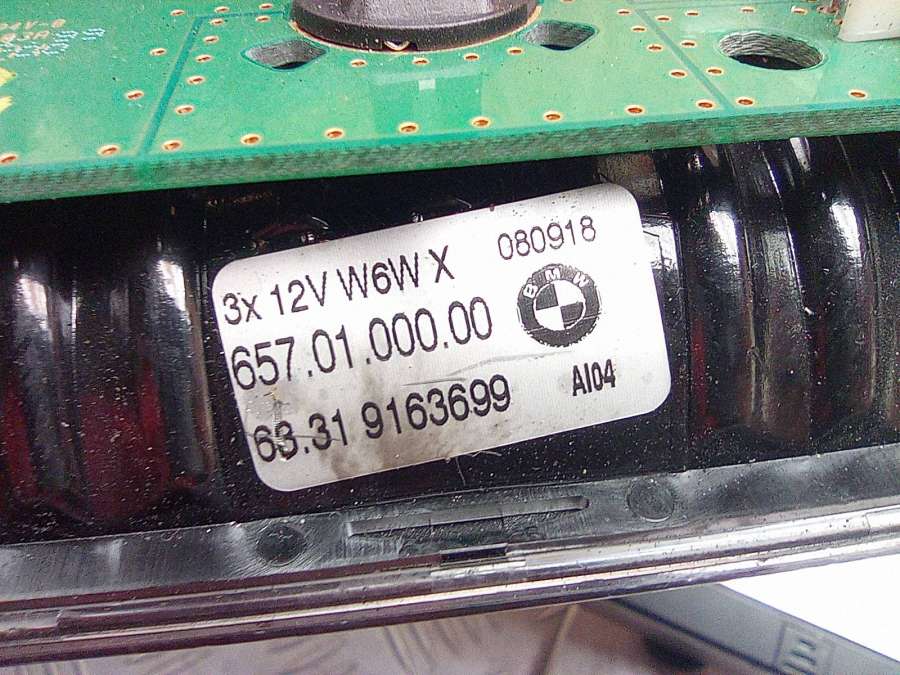 3x 12V W6W X 080918
BMW
657.01.000.00
63.31 9163699 AI04